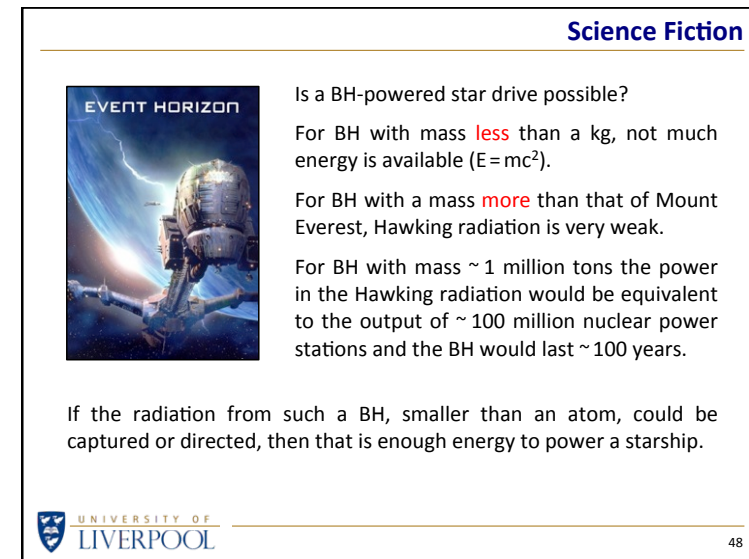 Science Fiction
EVENT HORIZON
Is a BH-powered star drive possible?
For BH with mass less than a kg, not much
energy is available (E = mc²).
For BH with a mass more than that of Mount
Everest, Hawking radiation is very weak.
For BH with mass ~ 1 million tons the power
in the Hawking radiation would be equivalent
to the output of ~ 100 million nuclear power
stations and the BH would last ~ 100 years.
If the radiation from such a BH, smaller than an atom, could be
captured or directed, then that is enough energy to power a starship.
UNIVERSITY OF
LIVERPOOL
48